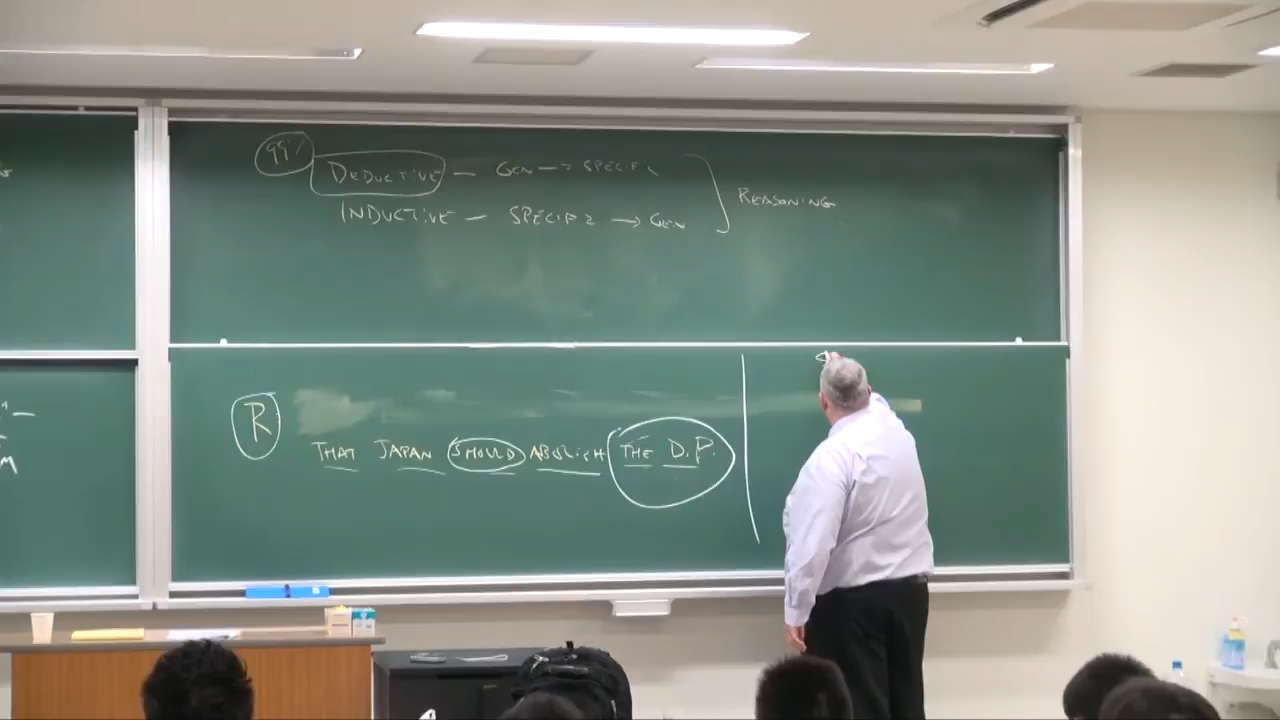 99%
DEDUCTIVE — GEN → SPECIFIC
INDUCTIVE — SPECIFIC → GEN
REASONING
R
THAT JAPAN SHOULD ABOLISH THE D.P.